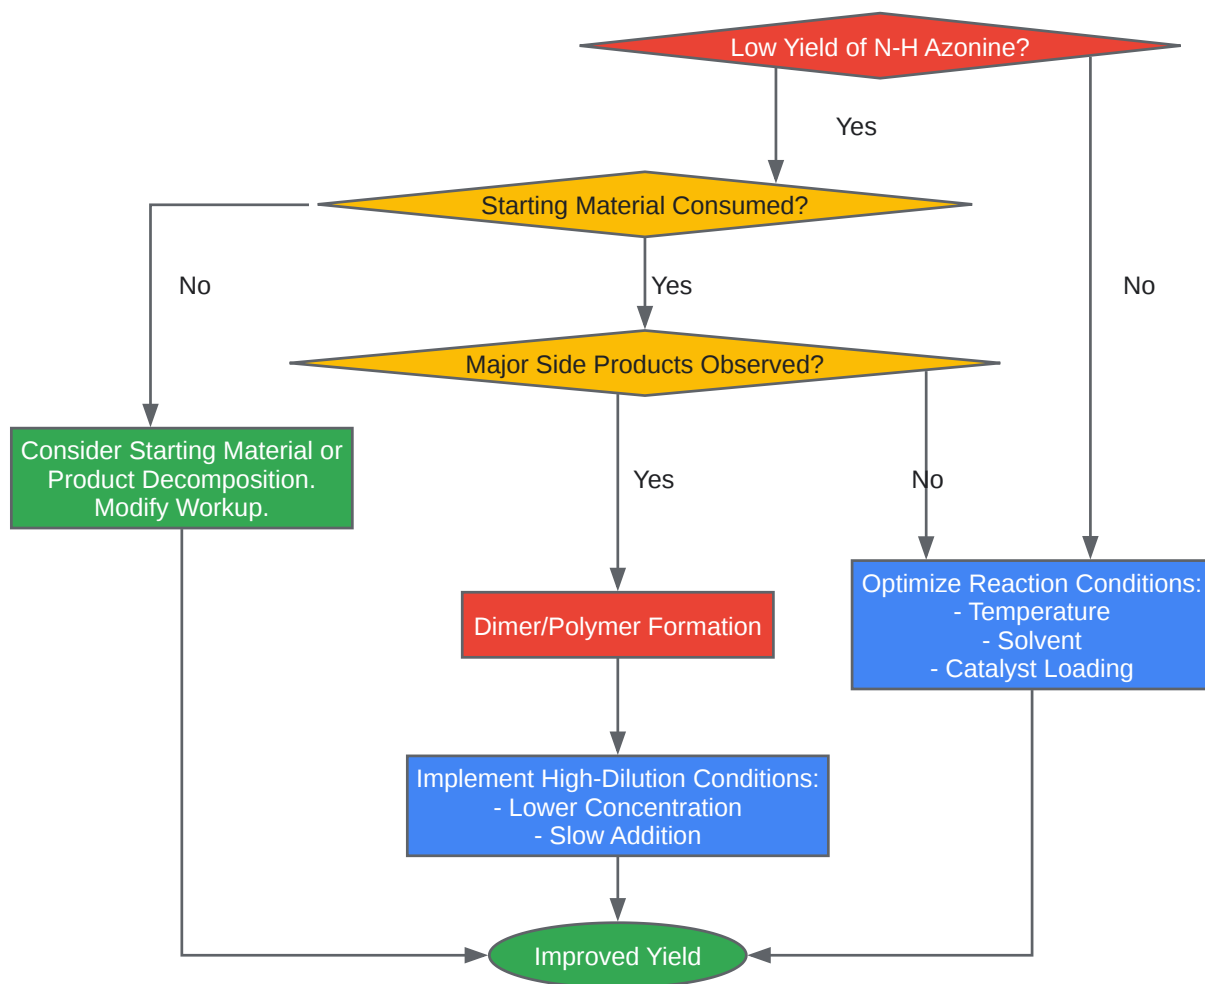 Low Yield of N-H Azonine?
Yes
Starting Material Consumed?
No
Yes
No
Major Side Products Observed?
Consider Starting Material or
Product Decomposition.
Modify Workup.
Yes
No
Optimize Reaction Conditions:
- Temperature
- Solvent
- Catalyst Loading
Dimer/Polymer Formation
Implement High-Dilution Conditions:
- Lower Concentration
- Slow Addition
Improved Yield